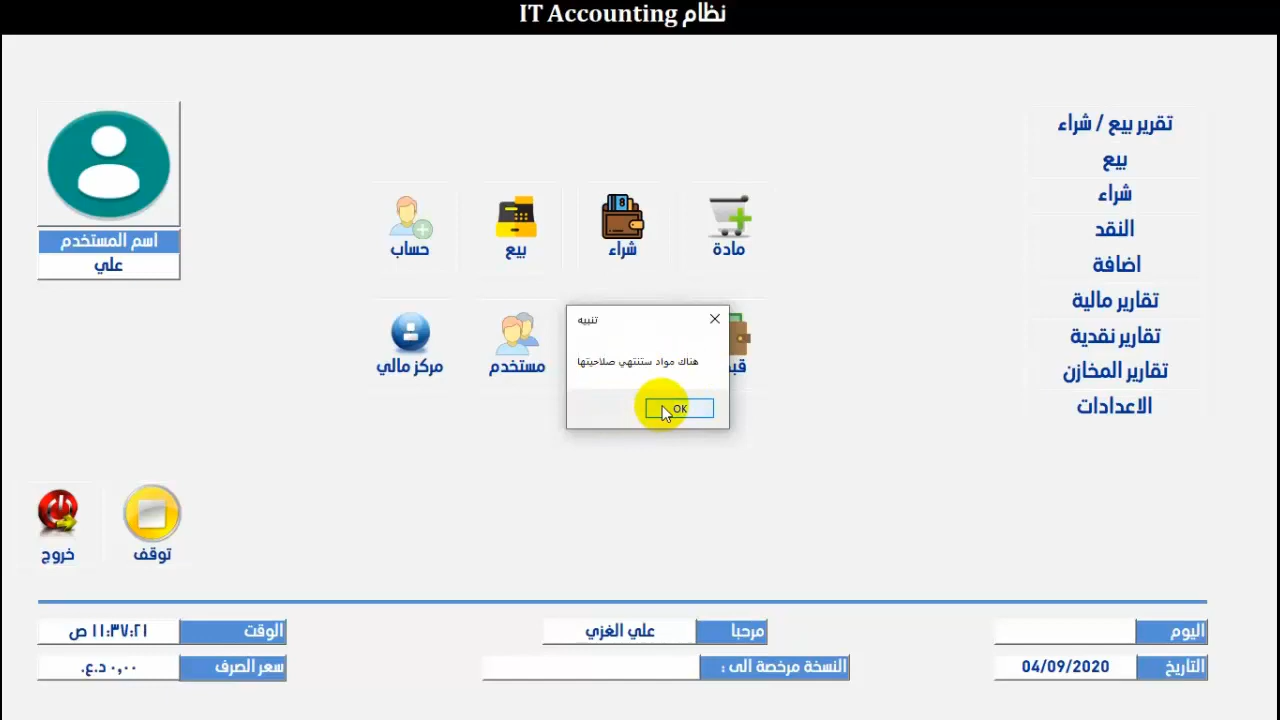 نظام IT Accounting
تقرير بيع / شراء
بيع
شراء
النقد
اضافة
تقارير مالية
تقارير نقدية
تقارير المخازن
الاعدادات
مادة
شراء
بيع
حساب
مستخدم
مركز مالي
اسم المستخدم
علي
تنبيه
هناك مواد ستنتهي صلاحيتها
OK
توقف
خروج
اليوم
مرحبا
علي الغزي
الوقت
١١:٣٧:٢١ ص
التاريخ
04/09/2020
النسخة مرخصة الى :
سعر الصرف
٠,٠٠ د.ع.